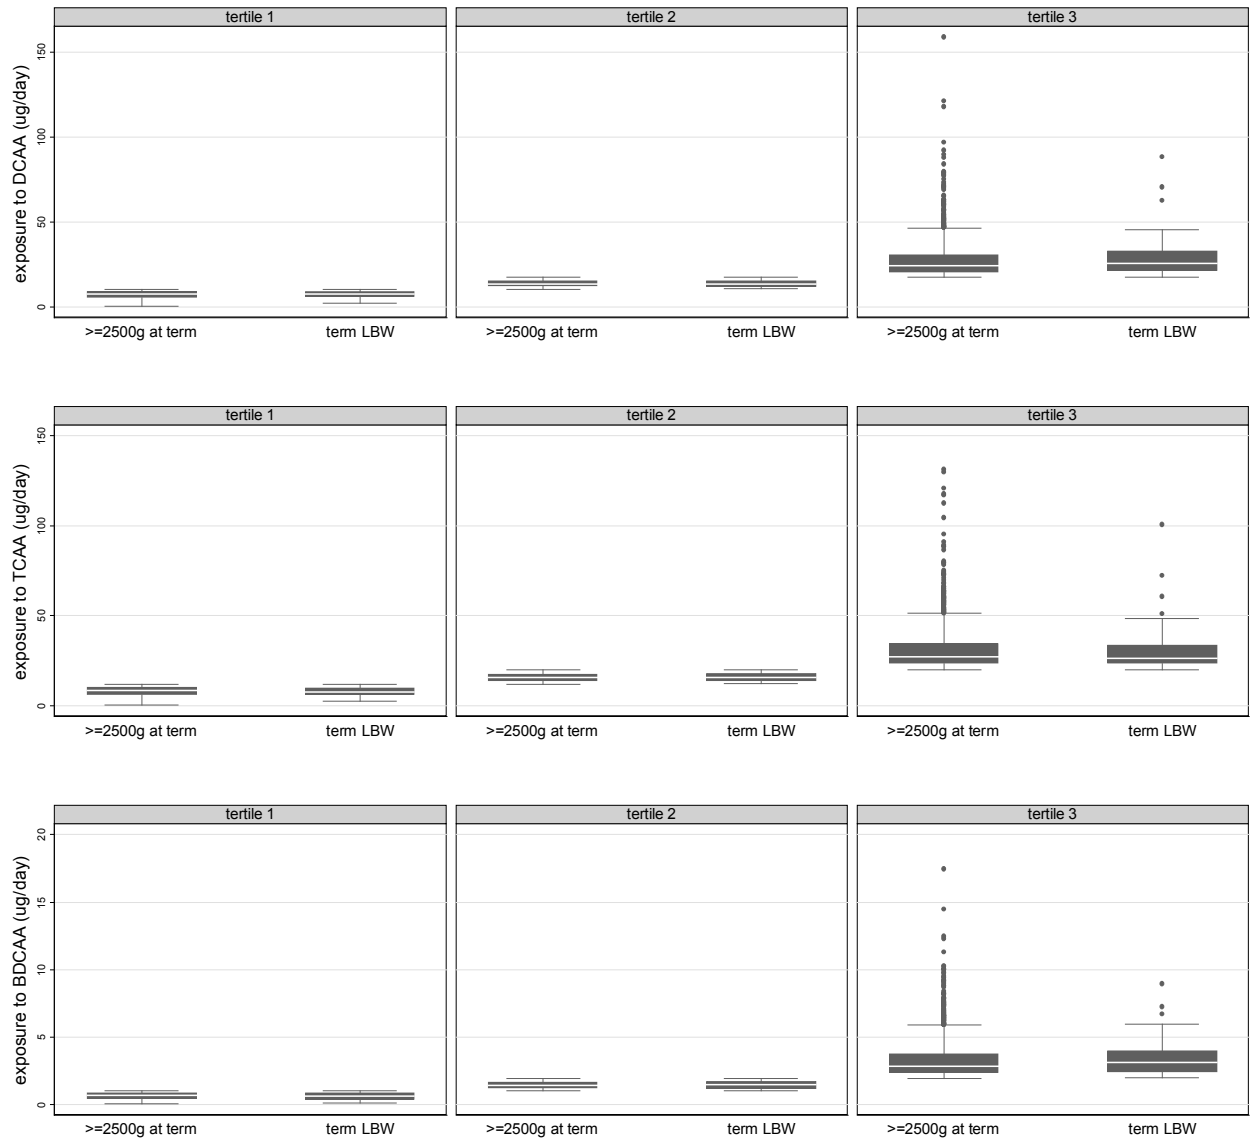 tertile 1 tertile 2 tertile 3
exposure to DCAA (ug/day)
150
100
50
0
>=2500g at term term LBW >=2500g at term term LBW >=2500g at term term LBW
tertile 1 tertile 2 tertile 3
exposure to TCAA (ug/day)
150
100
50
0
>=2500g at term term LBW >=2500g at term term LBW >=2500g at term term LBW
tertile 1 tertile 2 tertile 3
exposure to BDCAA (ug/day)
20
15
10
5
0
>=2500g at term term LBW >=2500g at term term LBW >=2500g at term term LBW